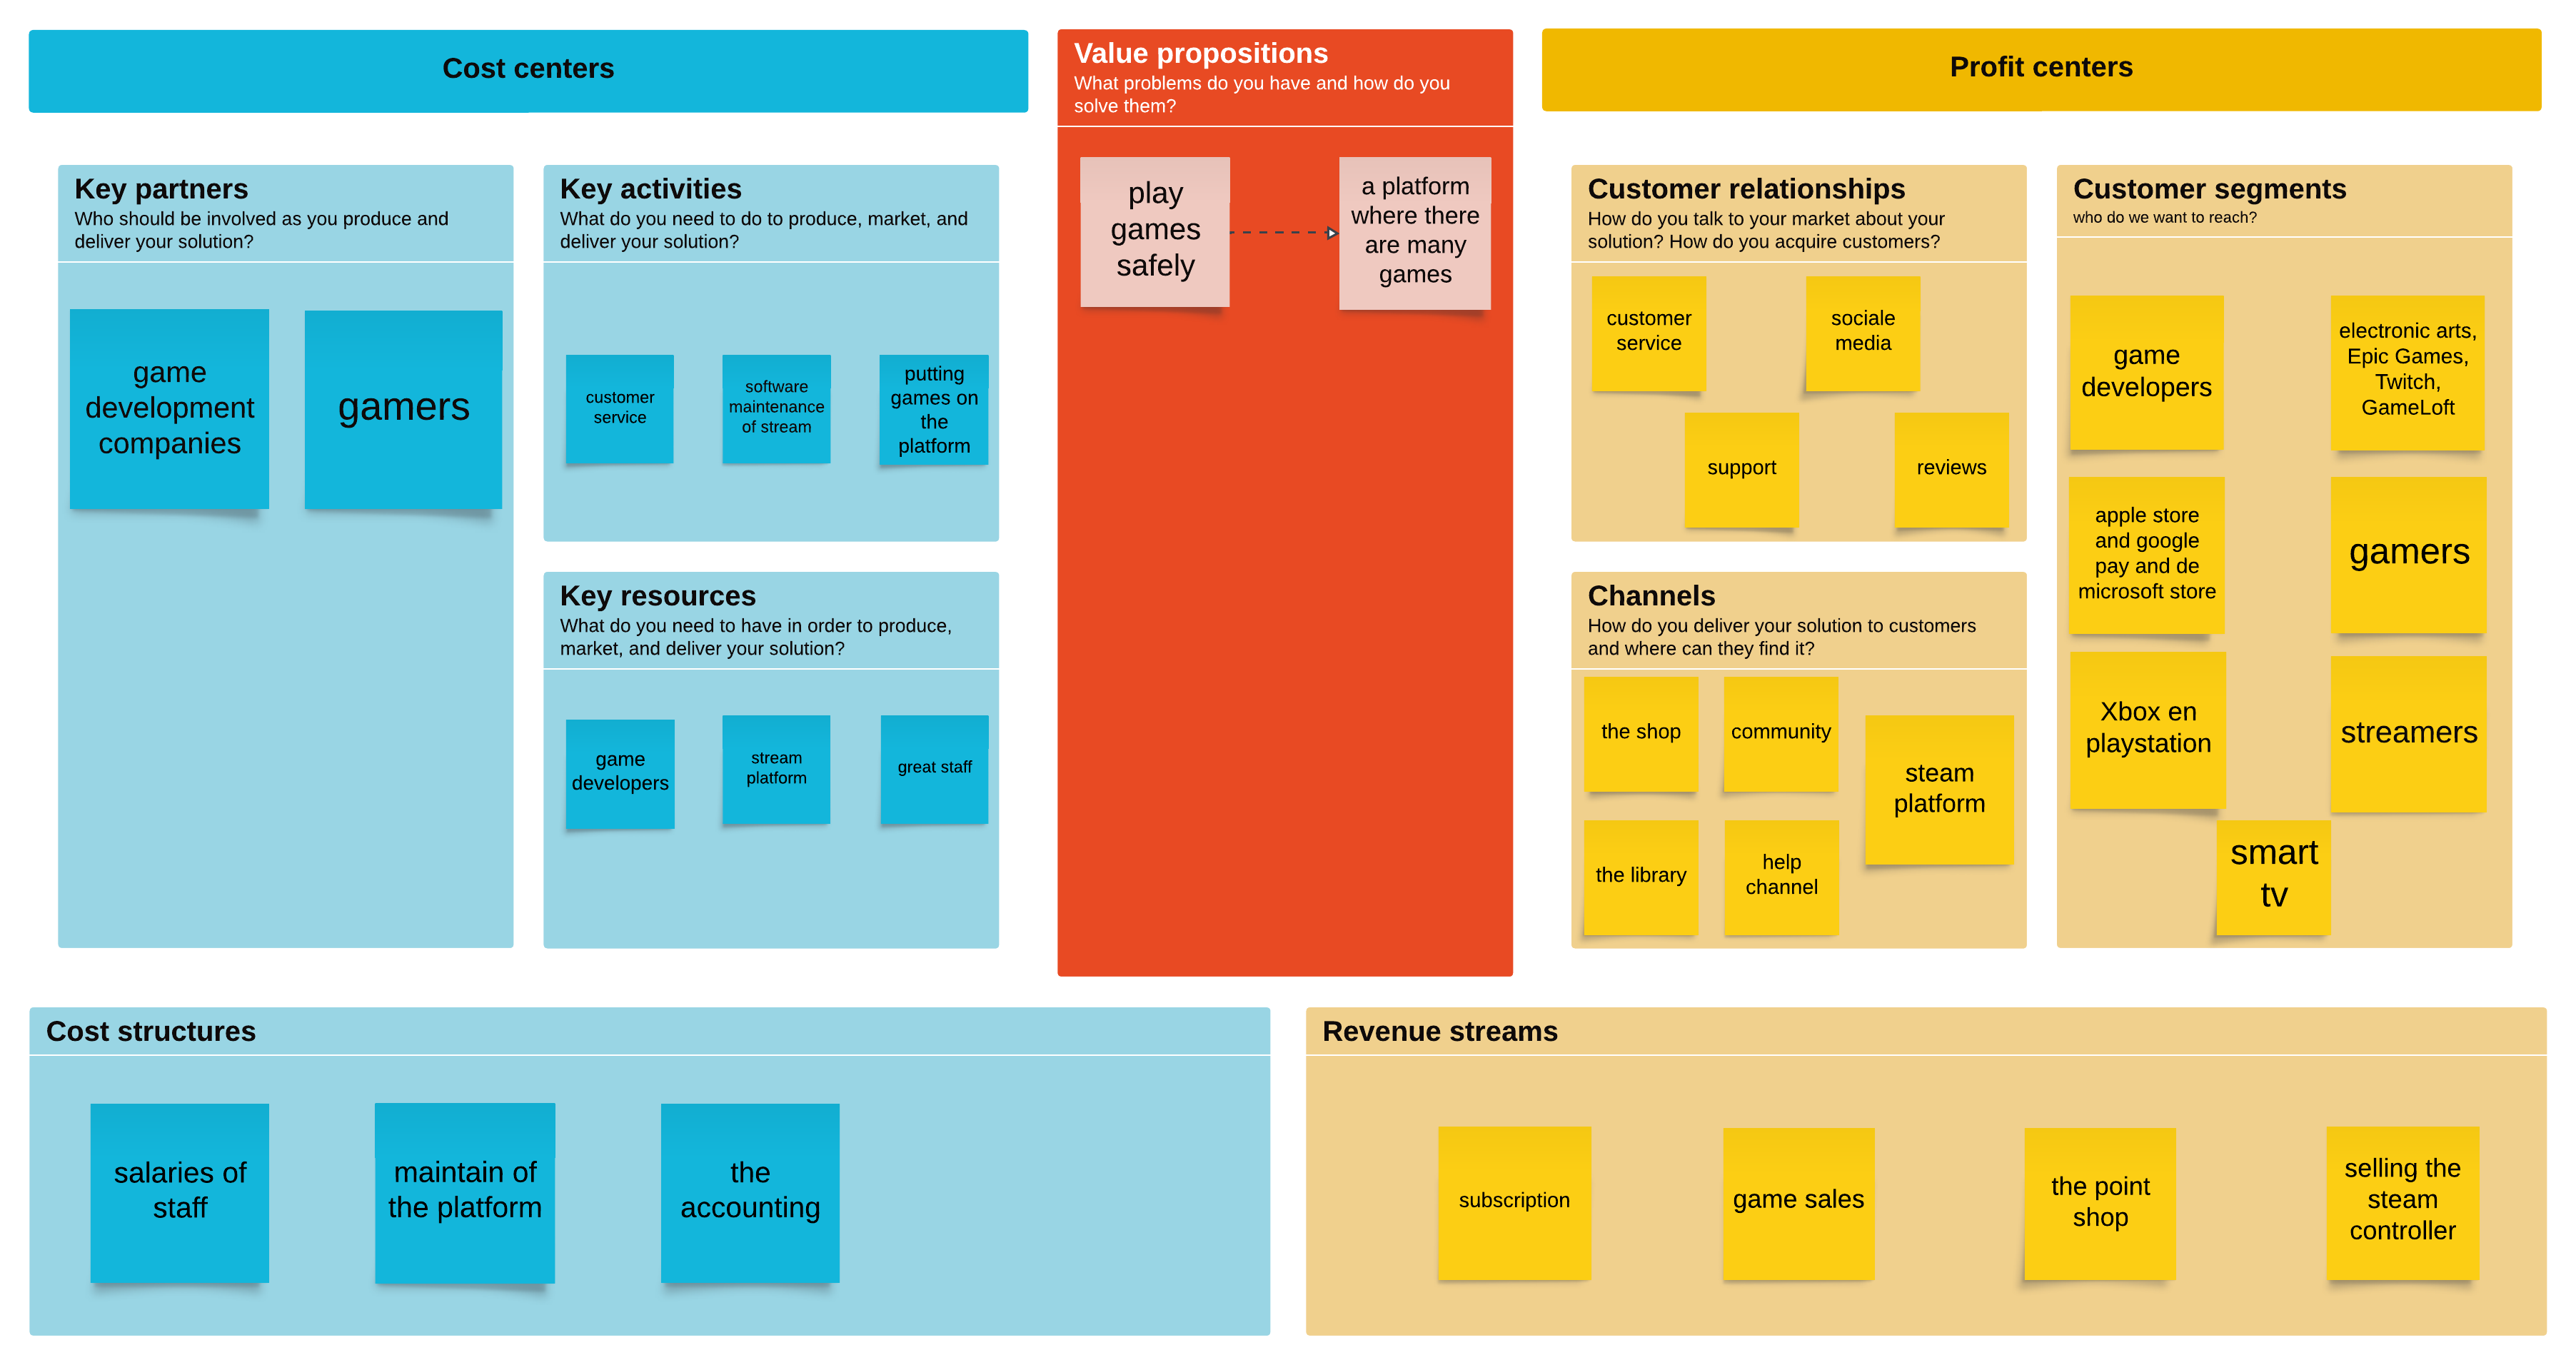 Cost centers
Value propositions
What problems do you have and how do you
solve them?
Profit centers
Key partners
Who should be involved as you produce and
deliver your solution?
game
development
companies
gamers
Key activities
What do you need to do to produce, market, and
deliver your solution?
customer
service
software
maintenance
of stream
putting
games on
the
platform
Key resources
What do you need to have in order to produce,
market, and deliver your solution?
game
developers
stream
platform
great staff
play
games
safely
a platform
where there
are many
games
Customer relationships
How do you talk to your market about your
solution? How do you acquire customers?
customer
service
sociale
media
support
reviews
Channels
How do you deliver your solution to customers
and where can they find it?
the shop
community
steam
platform
the library
help
channel
Customer segments
who do we want to reach?
game
developers
electronic arts,
Epic Games,
Twitch,
GameLoft
apple store
and google
pay and de
microsoft store
gamers
Xbox en
playstation
streamers
smart
tv
Cost structures
salaries of
staff
maintain of
the platform
the
accounting
Revenue streams
subscription
game sales
the point
shop
selling the
steam
controller